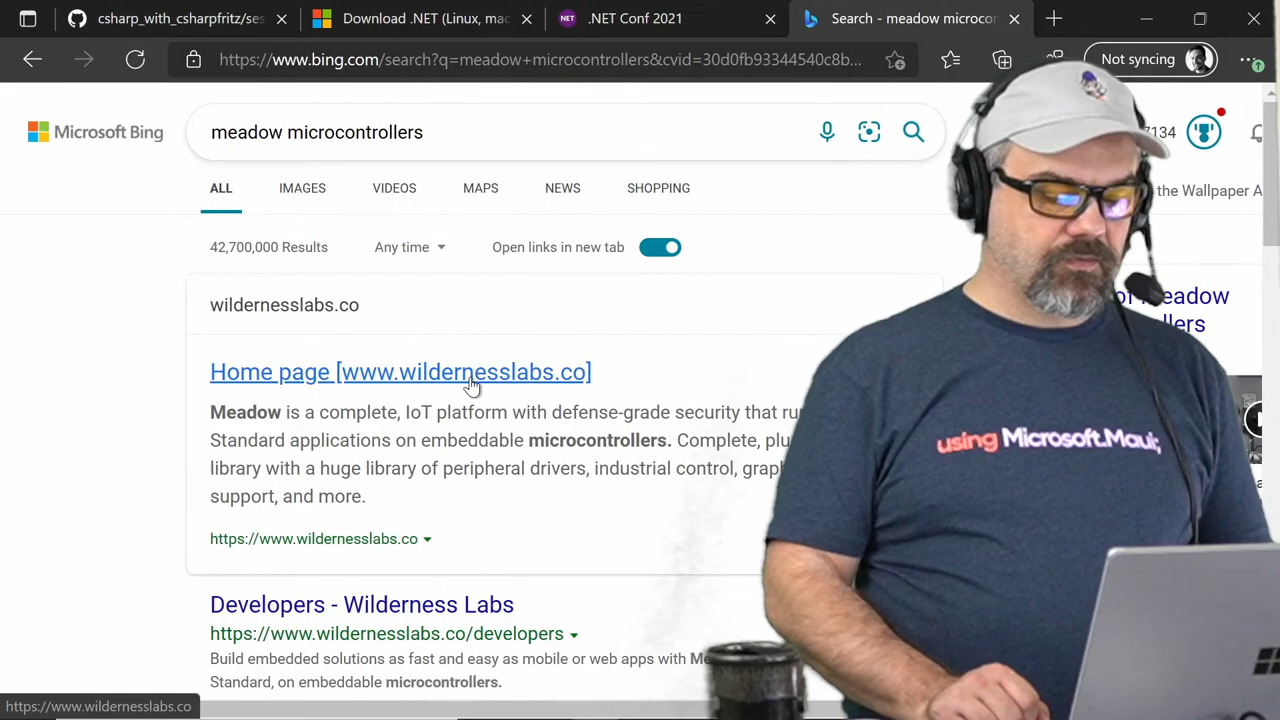 csharp_with_csharpfritz/ses
Download .NET (Linux, mac
.NET Conf 2021
Search - meadow microcon
https://www.bing.com/search?q=meadow+microcontrollers&cvid=30d0fb93344540c8b...
Not syncing
Microsoft Bing
meadow microcontrollers
7134
ALL IMAGES VIDEOS MAPS NEWS SHOPPING
the Wallpaper A
42,700,000 Results Any time Open links in new tab
wildernesslabs.co
of Meadow
llers
Home page [www.wildernesslabs.co]
Meadow is a complete, IoT platform with defense-grade security that ru
Standard applications on embeddable microcontrollers. Complete, plu
library with a huge library of peripheral drivers, industrial control, grap
support, and more.
https://www.wildernesslabs.co
using Microsoft.Maui;
Developers - Wilderness Labs
https://www.wildernesslabs.co/developers
Build embedded solutions as fast and easy as mobile or web apps with Me
Standard, on embeddable microcontrollers.
https://www.wildernesslabs.co